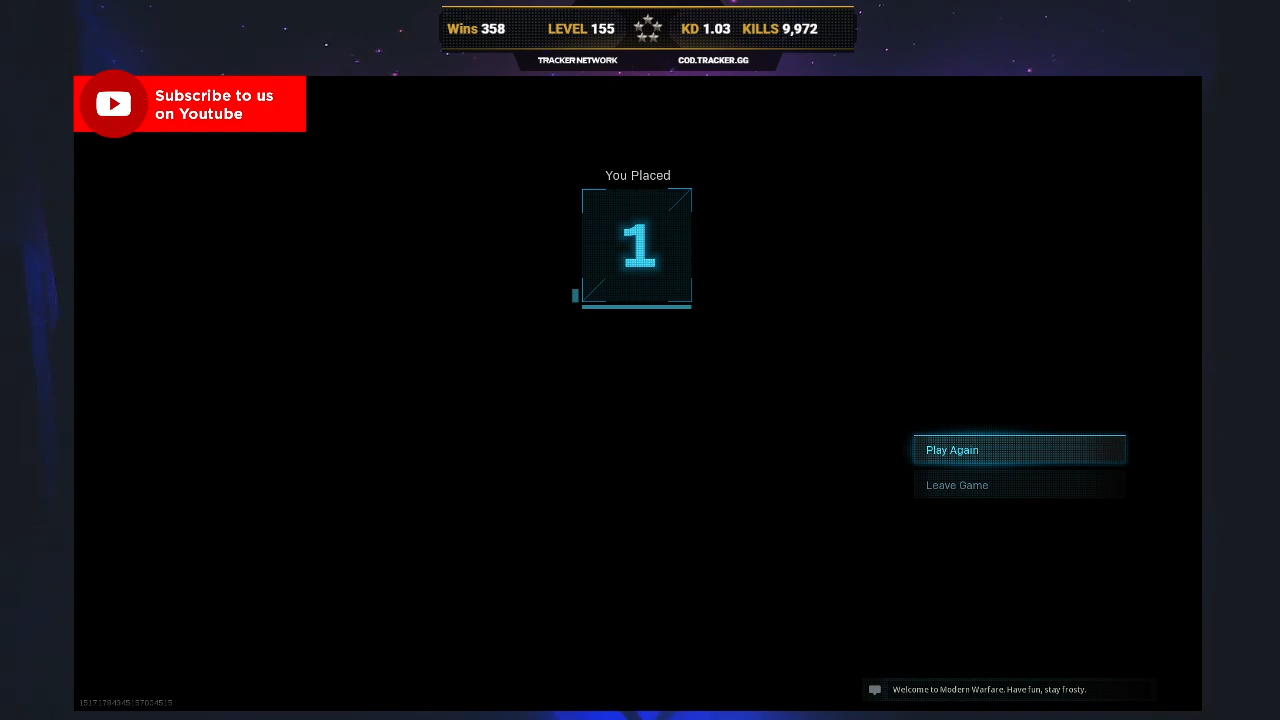 Wins 358 LEVEL 155 KD 1.03 KILLS 9,972
TRACKER NETWORK COD.TRACKER.GG
Subscribe to us
on Youtube
You Placed
1
Play Again
Leave Game
Welcome to Modern Warfare. Have fun, stay frosty.